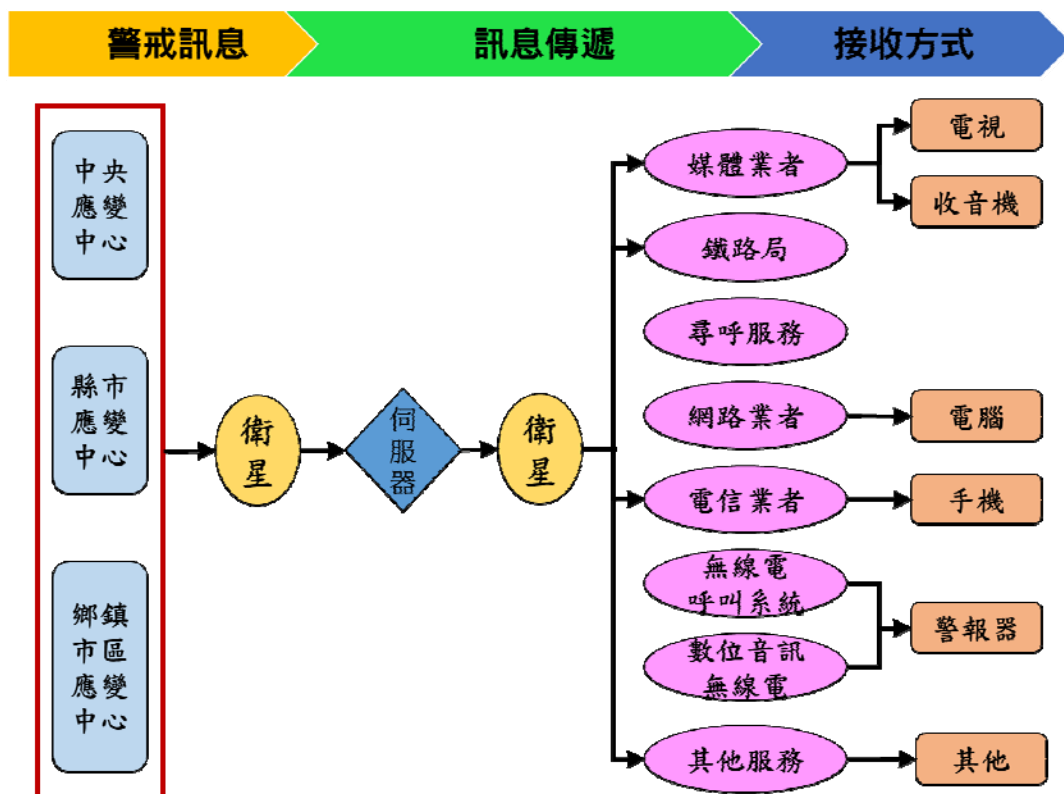 警戒訊息
訊息傳遞
接收方式
中央
應變
中心
縣市
應變
中心
鄉鎮
市區
應變
中心
衛
星
伺
服
器
衛
星
媒體業者
鐵路局
尋呼服務
網路業者
電信業者
無線電
呼叫系統
數位音訊
無線電
其他服務
電視
收音機
電腦
手機
警報器
其他